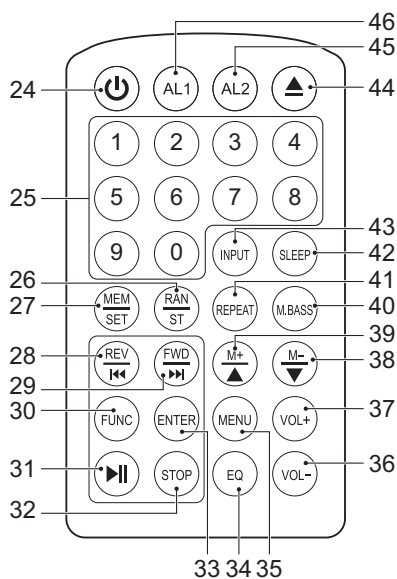 46
45
24 AL1 AL2 44
1 2 3 4
25 5 6 7 8
43
9 0 INPUT SLEEP 42
26 41
27 MEM SET RAN ST REPEAT M.BASS 40
39
28 REV FWD M+ M- 38
29
30 FUNC ENTER MENU VOL+ 37
31 STOP EQ VOL- 36
32
33 34 35